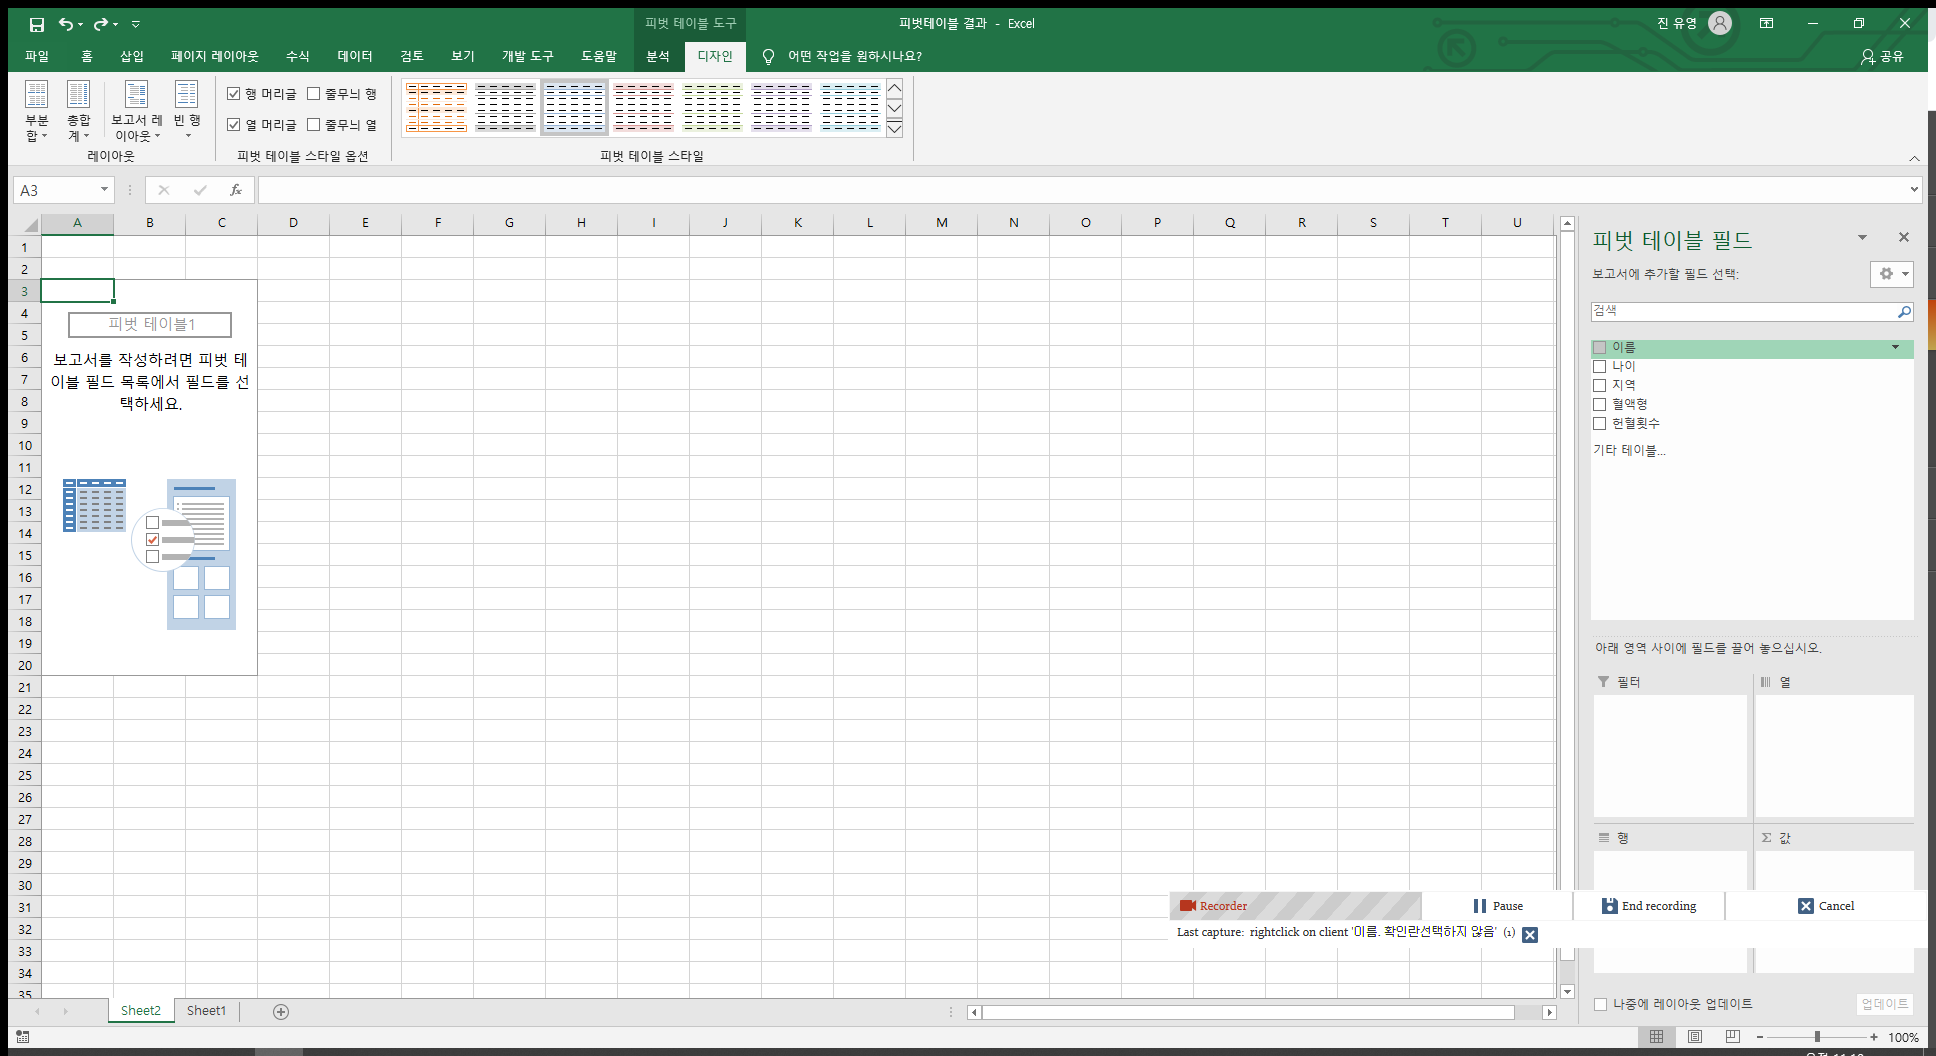 피벗 테이블 도구
피벗테이블 결과 - Excel
진 유영
파일 홈 삽입 페이지 레이아웃 수식 데이터 검토 보기 개발 도구 도움말 분석 디자인 어떤 작업을 원하시나요? 공유
부분합 총합계 보고서 레이아웃 빈 행
행 머리글 줄무늬 행
열 머리글 줄무늬 열
레이아웃 피벗 테이블 스타일 옵션 피벗 테이블 스타일
A3 fx
A B C D E F G H I J K L M N O P Q R S T U
1
2
3
4
5
6
7
8
9
10
11
12
13
14
15
16
17
18
19
20
21
22
23
24
25
26
27
28
29
30
31
32
33
34
35
피벗 테이블1
보고서를 작성하려면 피벗 테
이블 필드 목록에서 필드를 선
택하세요.
피벗 테이블 필드
보고서에 추가할 필드 선택:
검색
이름
나이
지역
혈액형
헌혈횟수
기타 테이블...
아래 영역 사이에 필드를 끌어 놓으십시오.
필터 열
행 Σ 값
Recorder Pause End recording Cancel
Last capture: rightclick on client '이름. 확인란선택하지 않음' (1)
나중에 레이아웃 업데이트 업데이트
Sheet2 Sheet1
100%